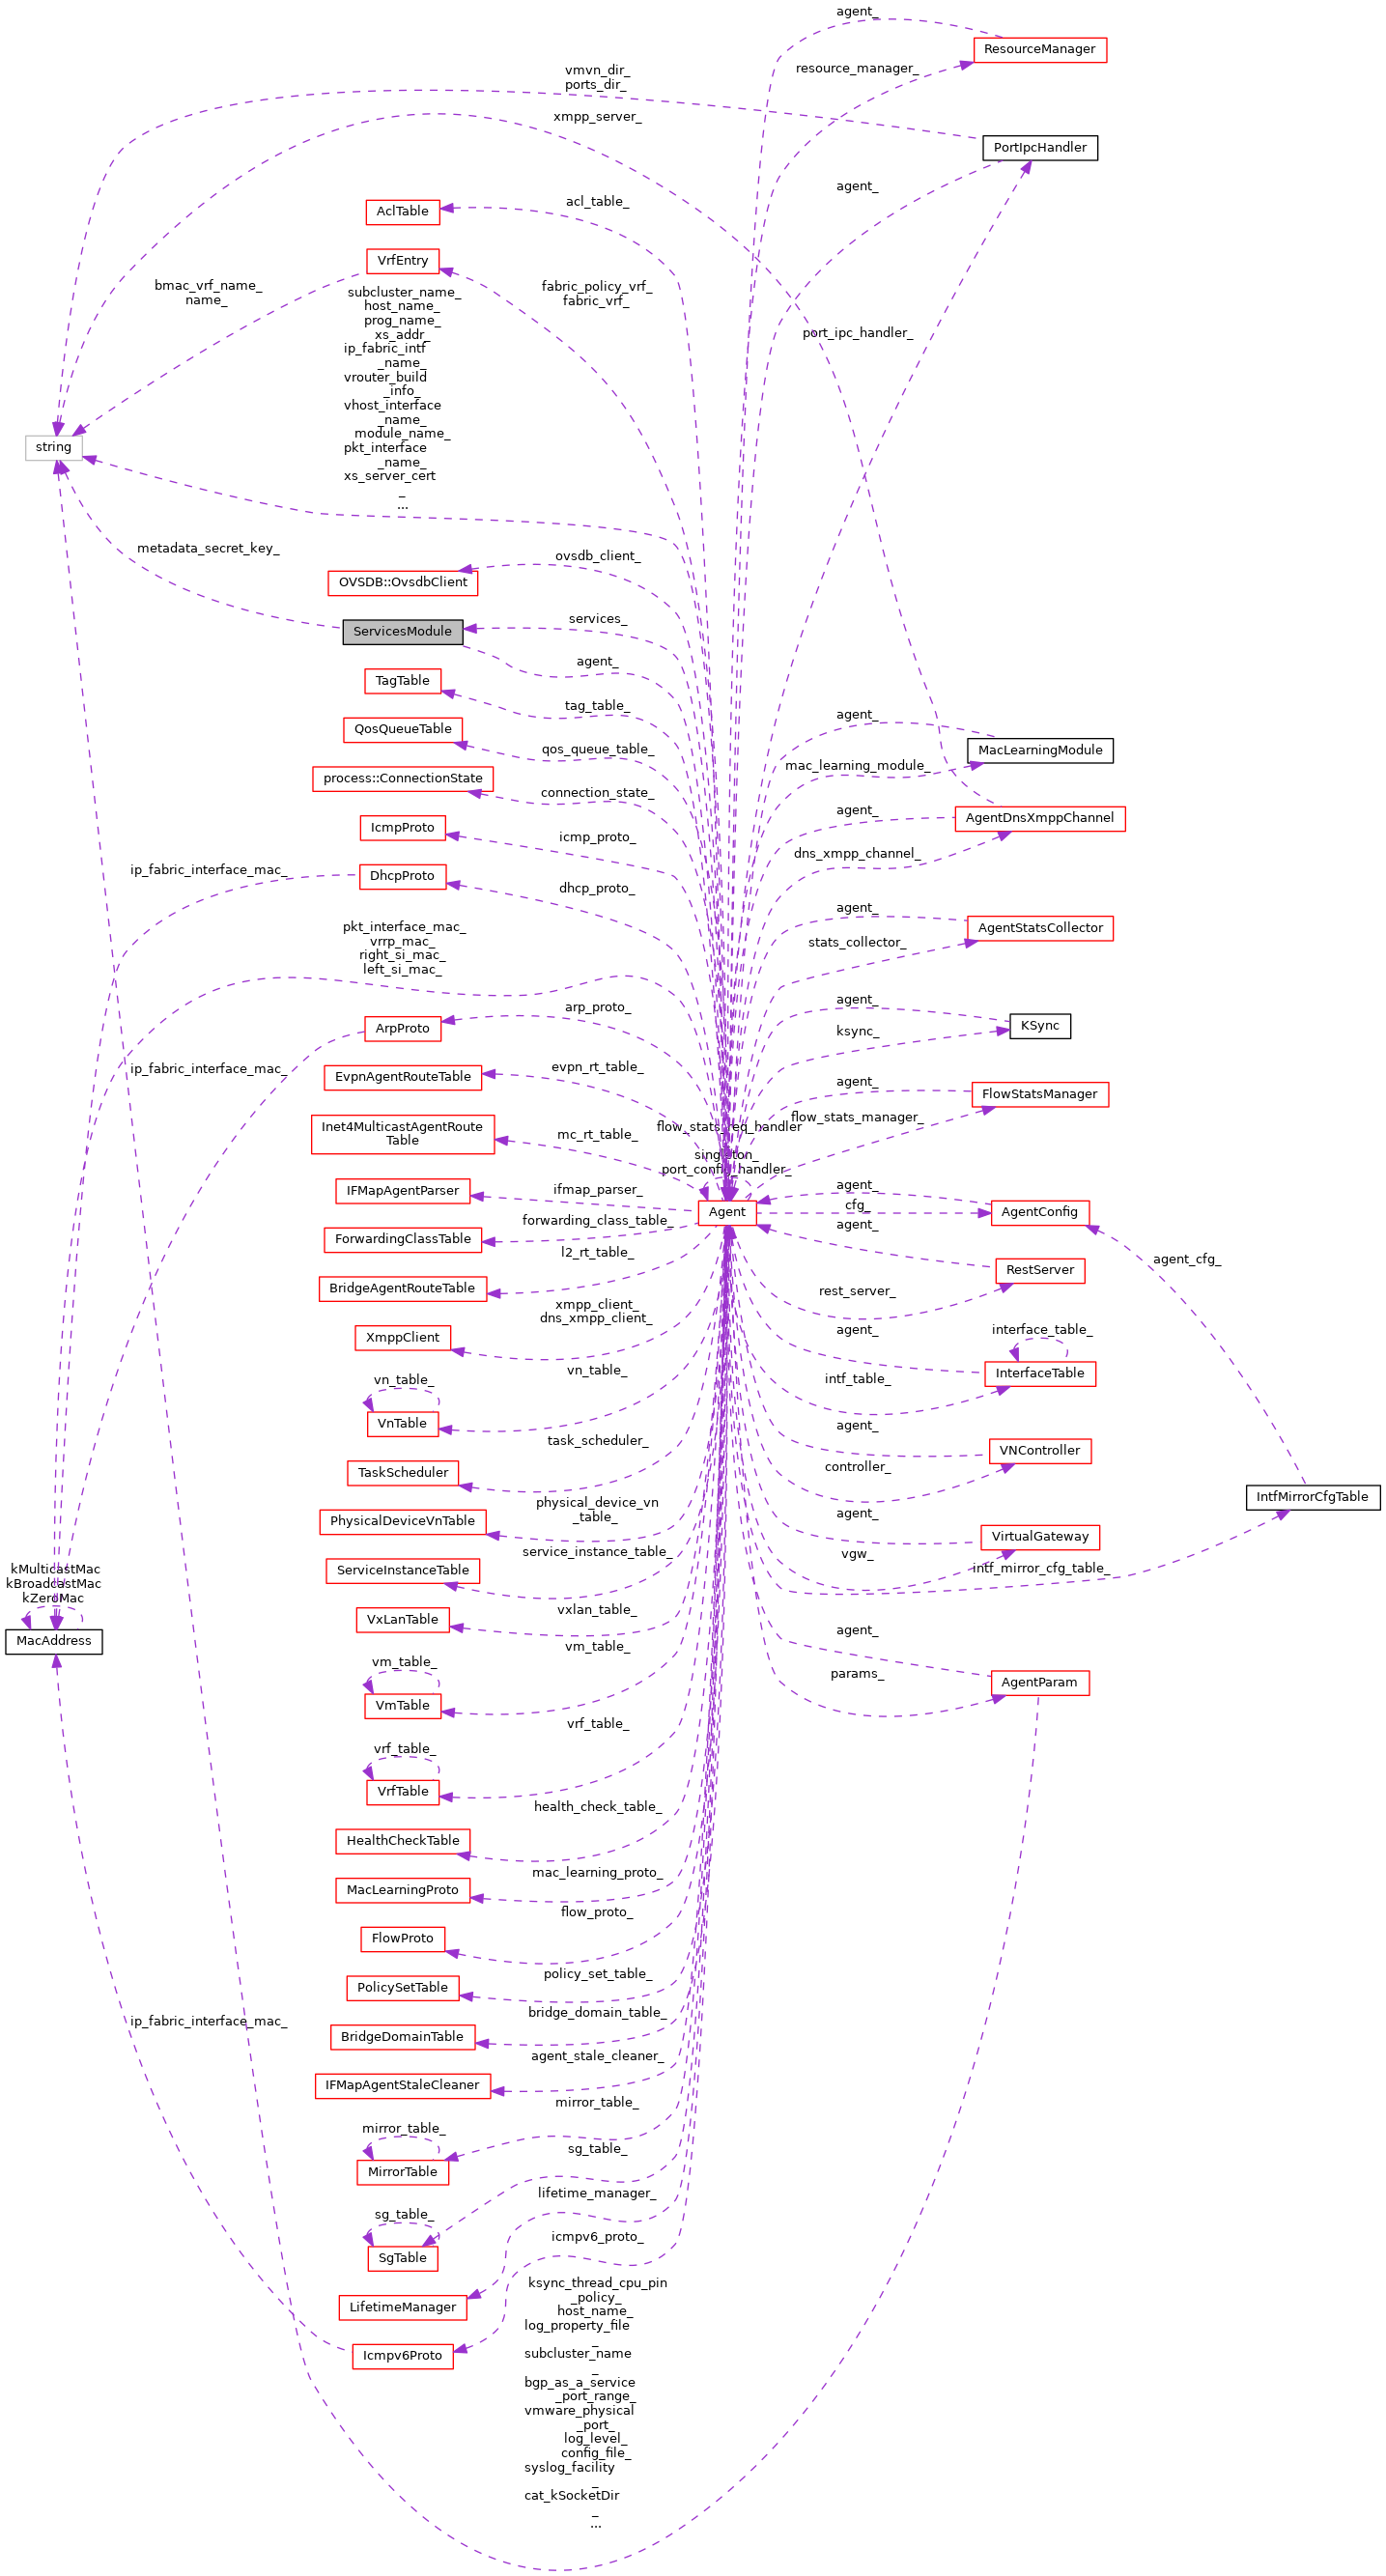 agent_
ResourceManager
resource_manager_
vmvn_dir_
ports_dir_
xmpp_server_
PortIpcHandler
agent_
acl_table_
AclTable
VrfEntry
bmac_vrf_name_
name_
fabric_policy_vrf_
fabric_vrf_
subcluster_name_
host_name_
prog_name_
xs_addr_
ip_fabric_intf
_name_
vrouter_build
_info_
vhost_interface
_name_
module_name_
pkt_interface
_name_
xs_server_cert
_
...
port_ipc_handler_
string
metadata_secret_key_
ovsdb_client_
OVSDB::OvsdbClient
services_
ServicesModule
agent_
TagTable
tag_table_
QosQueueTable
qos_queue_table_
agent_
MacLearningModule
mac_learning_module_
process::ConnectionState
connection_state_
agent_
AgentDnsXmppChannel
IcmpProto
icmp_proto_
dns_xmpp_channel_
ip_fabric_interface_mac_
DhcpProto
dhcp_proto_
agent_
AgentStatsCollector
stats_collector_
pkt_interface_mac_
vrrp_mac_
right_si_mac_
left_si_mac_
agent_
KSync
ksync_
arp_proto_
ArpProto
ip_fabric_interface_mac_
EvpnAgentRouteTable
evpn_rt_table_
agent_
FlowStatsManager
flow_stats_manager_
Inet4MulticastAgentRoute
Table
mc_rt_table_
flow_stats_req_handler
_
singleton_
port_config_handler_
IFMapAgentParser
ifmap_parser_
Agent
agent_
cfg_
AgentConfig
ForwardingClassTable
forwarding_class_table_
agent_
RestServer
rest_server_
agent_cfg_
BridgeAgentRouteTable
l2_rt_table_
XmppClient
xmpp_client_
dns_xmpp_client_
agent_
interface_table_
InterfaceTable
intf_table_
vn_table_
VnTable
vn_table_
agent_
VNController
controller_
TaskScheduler
task_scheduler_
IntfMirrorCfgTable
PhysicalDeviceVnTable
physical_device_vn
_table_
agent_
VirtualGateway
vgw_
intf_mirror_cfg_table_
ServiceInstanceTable
service_instance_table_
kMulticastMac
kBroadcastMac
kZeroMac
MacAddress
VxLanTable
vxlan_table_
agent_
AgentParam
params_
vm_table_
VmTable
vm_table_
vrf_table_
VrfTable
vrf_table_
HealthCheckTable
health_check_table_
MacLearningProto
mac_learning_proto_
FlowProto
flow_proto_
PolicySetTable
policy_set_table_
ip_fabric_interface_mac_
BridgeDomainTable
bridge_domain_table_
IFMapAgentStaleCleaner
agent_stale_cleaner_
mirror_table_
MirrorTable
mirror_table_
sg_table_
SgTable
sg_table_
LifetimeManager
lifetime_manager_
Icmpv6Proto
icmpv6_proto_
ksync_thread_cpu_pin
_policy_
host_name_
log_property_file
_
subcluster_name
_
bgp_as_a_service
_port_range_
vmware_physical
_port_
log_level_
config_file_
syslog_facility
_
cat_kSocketDir
_
...